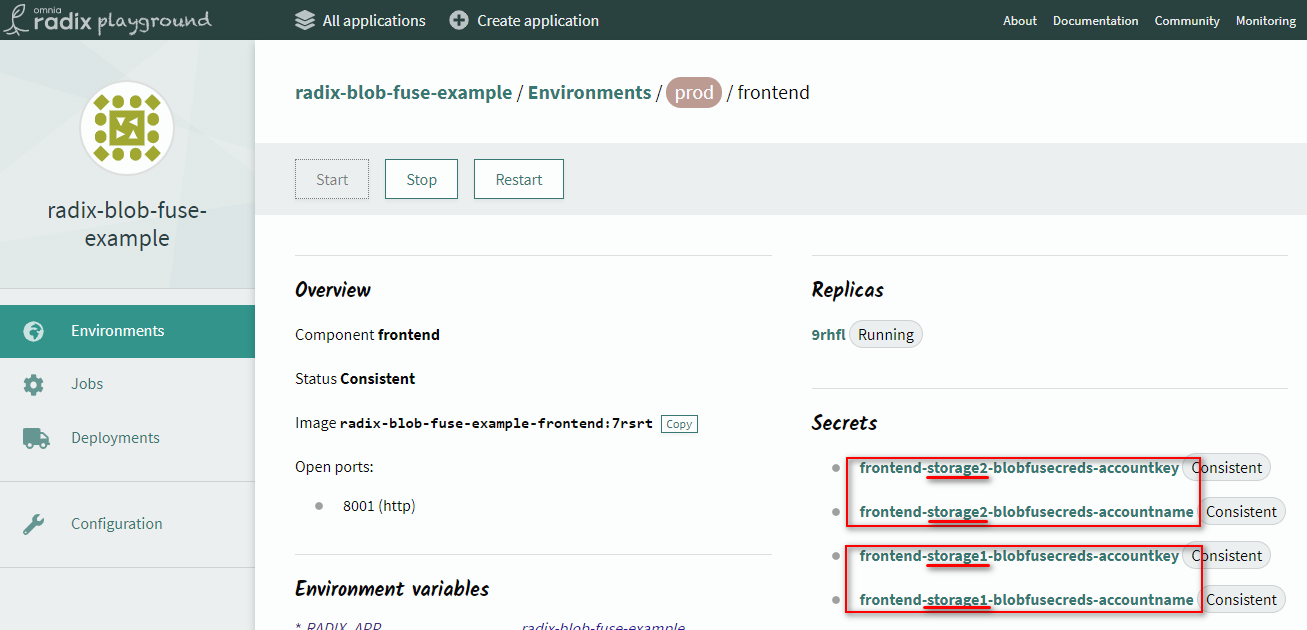 omnia
radix playground
All applications
Create application
About
Documentation
Community
Monitoring
radix-blob-fuse-
example
Environments
Jobs
Deployments
Configuration
radix-blob-fuse-example / Environments / prod / frontend
Start
Stop
Restart
Overview
Component frontend
Status Consistent
Image radix-blob-fuse-example-frontend:7rsrt Copy
Open ports:
8001 (http)
Environment variables
* RADIX_APP radix-blob-fuse-example
Replicas
9rhfl Running
Secrets
frontend-storage2-blobfusecreds-accountkey Consistent
frontend-storage2-blobfusecreds-accountname Consistent
frontend-storage1-blobfusecreds-accountkey Consistent
frontend-storage1-blobfusecreds-accountname Consistent